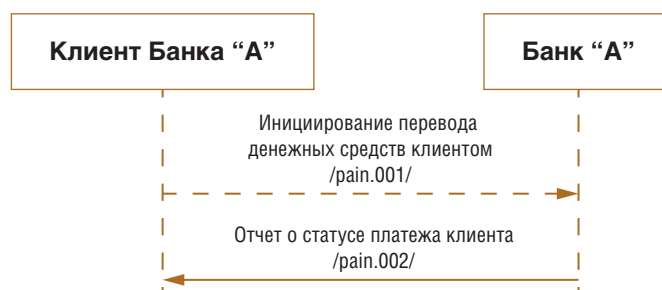 Клиент Банка “А”
Банк “А”
Инициирование перевода
денежных средств клиентом
/pain.001/
Отчет о статусе платежа клиента
/pain.002/